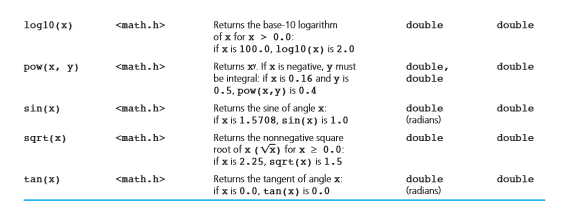 log10(x) <math.h> Returns the base-10 logarithm double double
of x for x > 0.0:
if x is 100.0, log10(x) is 2.0
pow(x, y) <math.h> Returns xʸ. If x is negative, y must double, double
be integral: if x is 0.16 and y is double
0.5, pow(x,y) is 0.4
sin(x) <math.h> Returns the sine of angle x: double double
if x is 1.5708, sin(x) is 1.0 (radians)
sqrt(x) <math.h> Returns the nonnegative square double double
root of x (√x) for x ≥ 0.0:
if x is 2.25, sqrt(x) is 1.5
tan(x) <math.h> Returns the tangent of angle x: double double
if x is 0.0, tan(x) is 0.0 (radians)